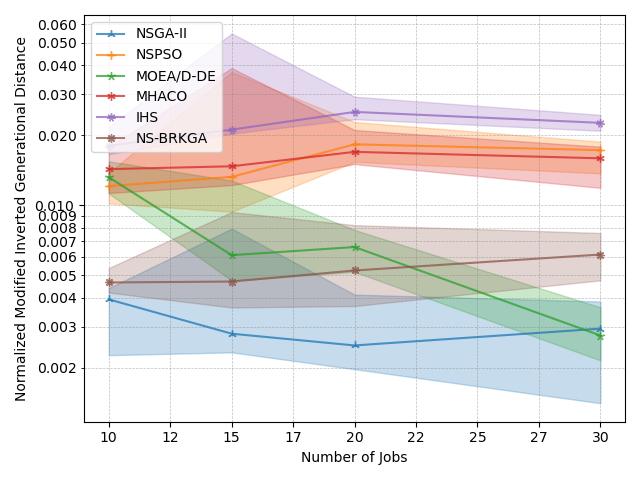 Normalized Modified Inverted Generational Distance
0.060
0.050
0.040
0.030
0.020
0.010
0.009
0.008
0.007
0.006
0.005
0.004
0.003
0.002
NSGA-II
NSPSO
MOEA/D-DE
MHACO
IHS
NS-BRKGA
10 12 15 17 20 22 25 27 30
Number of Jobs